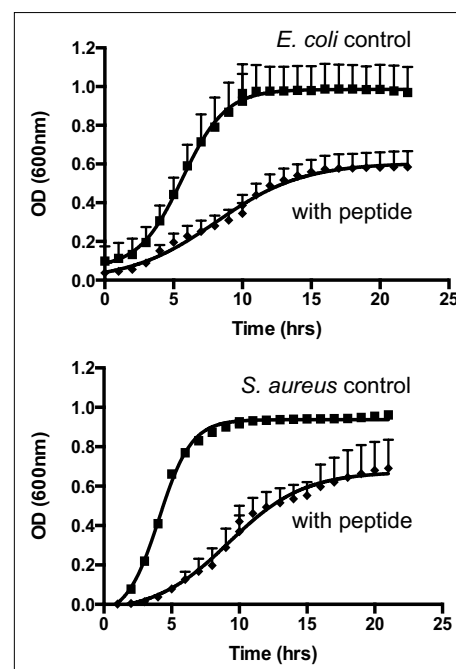 E. coli control
1.2
1.0
0.8
0.6
0.4
0.2
0.0
OD (600nm)
with peptide
0 5 10 15 20 25
Time (hrs)
S. aureus control
1.2
1.0
0.8
0.6
0.4
0.2
0.0
OD (600nm)
with peptide
0 5 10 15 20 25
Time (hrs)